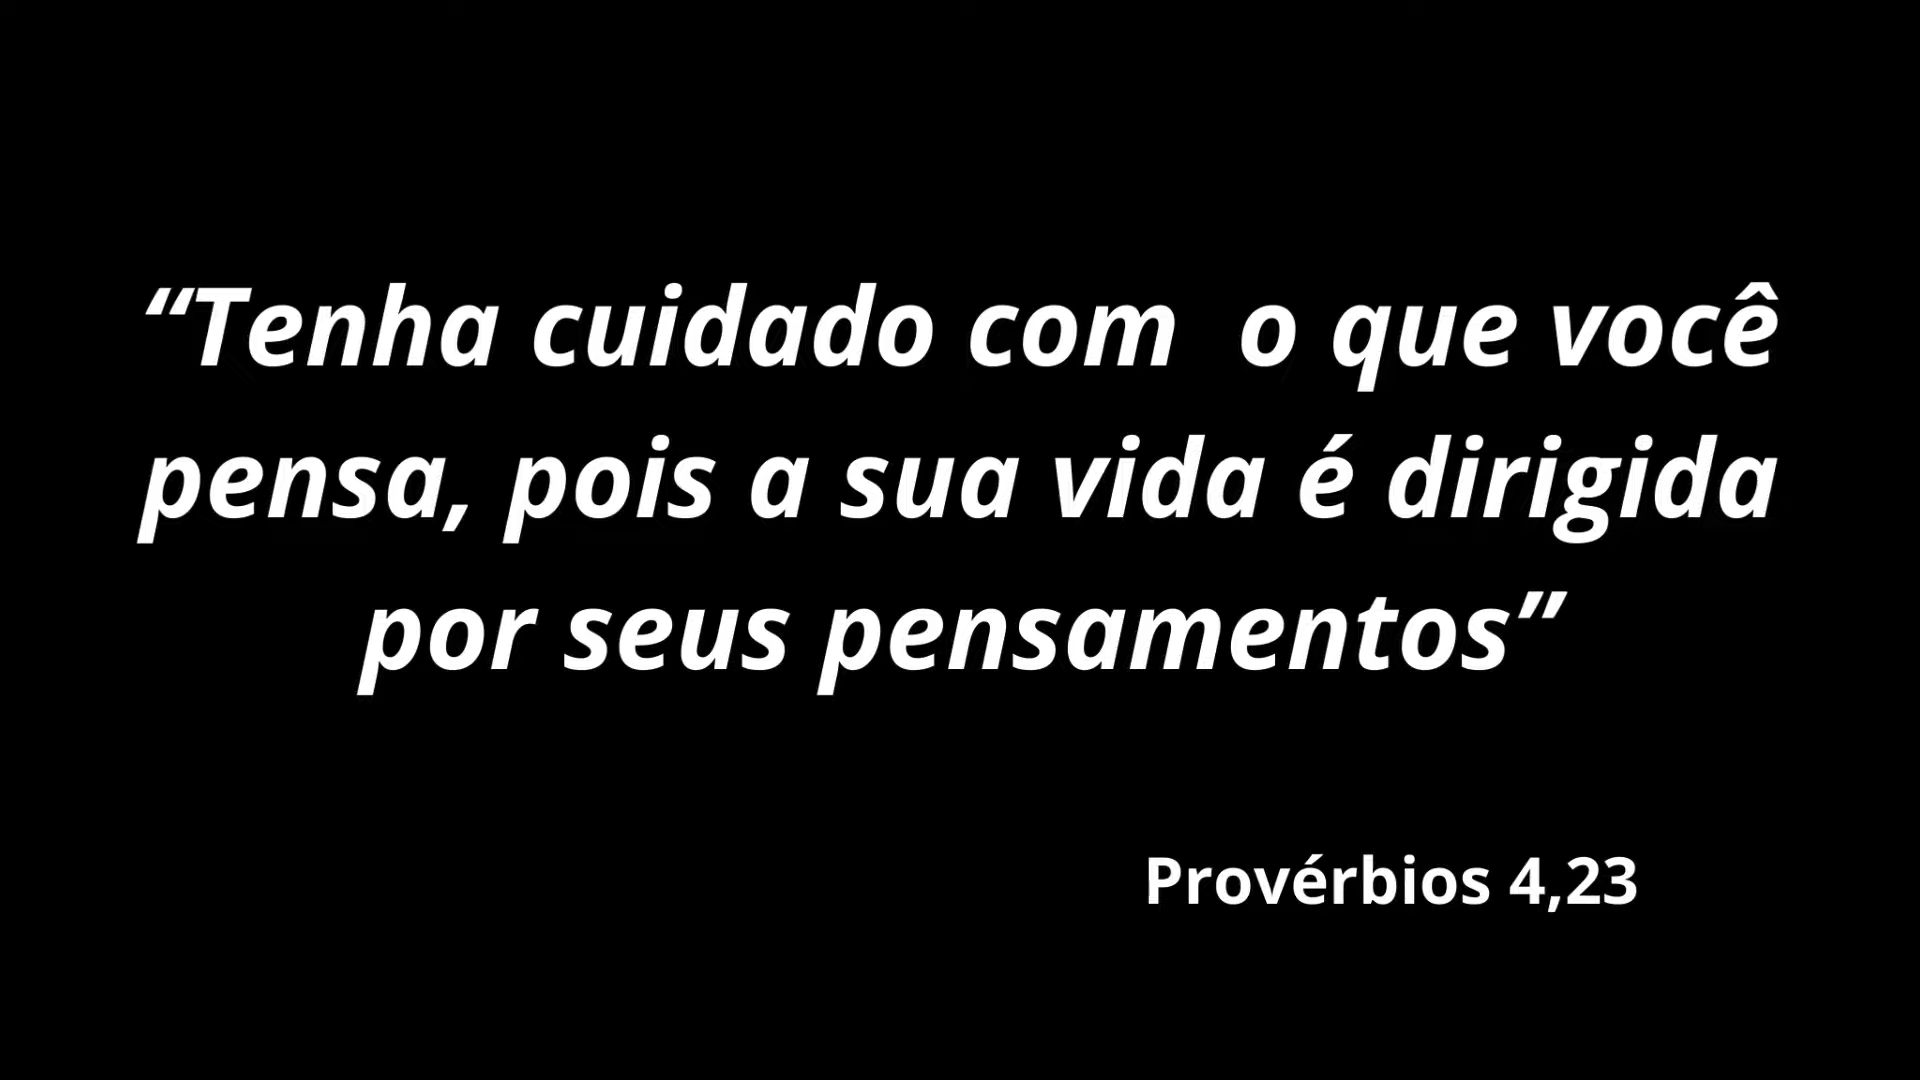 “Tenha cuidado com  o que você
pensa, pois a sua vida é dirigida
por seus pensamentos”
Provérbios 4,23